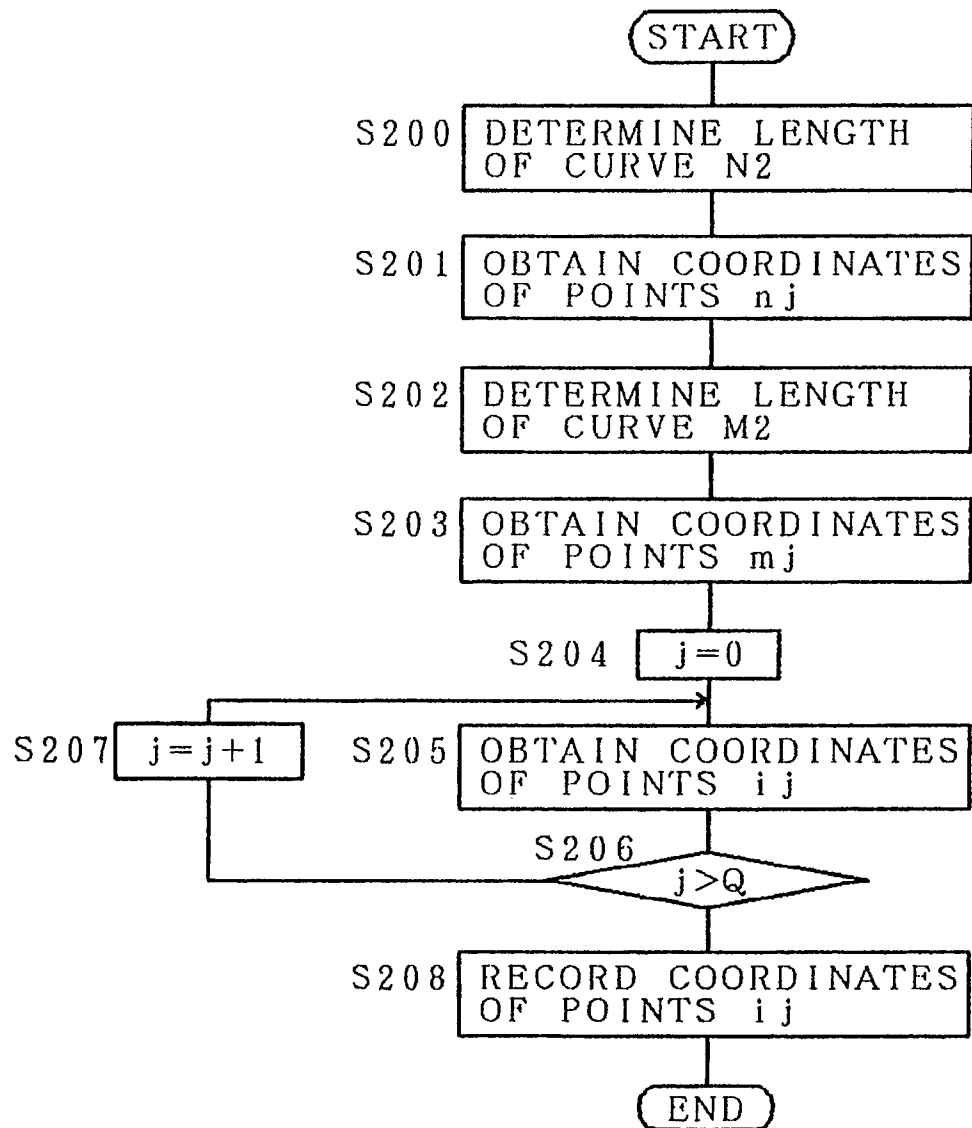 START
S200
DETERMINE LENGTH
OF CURVE N2
S201
OBTAIN COORDINATES
OF POINTS nj
S202
DETERMINE LENGTH
OF CURVE M2
S203
OBTAIN COORDINATES
OF POINTS mj
S204
j=0
S207
j=j+1
S205
OBTAIN COORDINATES
OF POINTS ij
S206
j>Q
S208
RECORD COORDINATES
OF POINTS ij
END